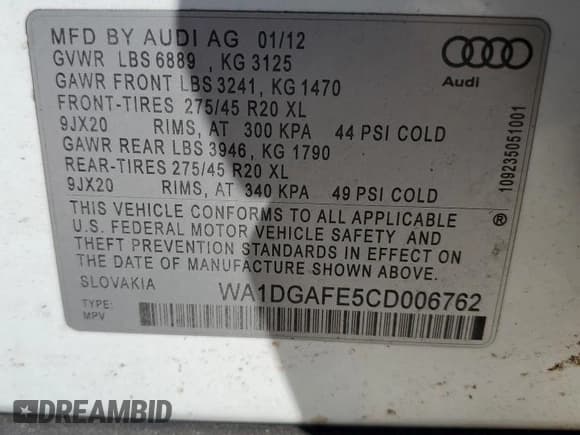 MFD BY AUDI AG 01/12
GVWR LBS 6889 , KG 3125
GAWR FRONT LBS 3241, KG 1470
FRONT-TIRES 275/45 R20 XL
9JX20 RIMS, AT 300 KPA 44 PSI COLD
GAWR REAR LBS 3946, KG 1790
REAR-TIRES 275/45 R20 XL
9JX20 RIMS, AT 340 KPA 49 PSI COLD
THIS VEHICLE CONFORMS TO ALL APPLICABLE
U.S. FEDERAL MOTOR VEHICLE SAFETY AND
THEFT PREVENTION STANDARDS IN EFFECT ON
THE DATE OF MANUFACTURE SHOWN ABOVE
SLOVAKIA WA1DGAFE5CD006762
TYPE:
MPV
Audi
109235051001
®
DREAMBID